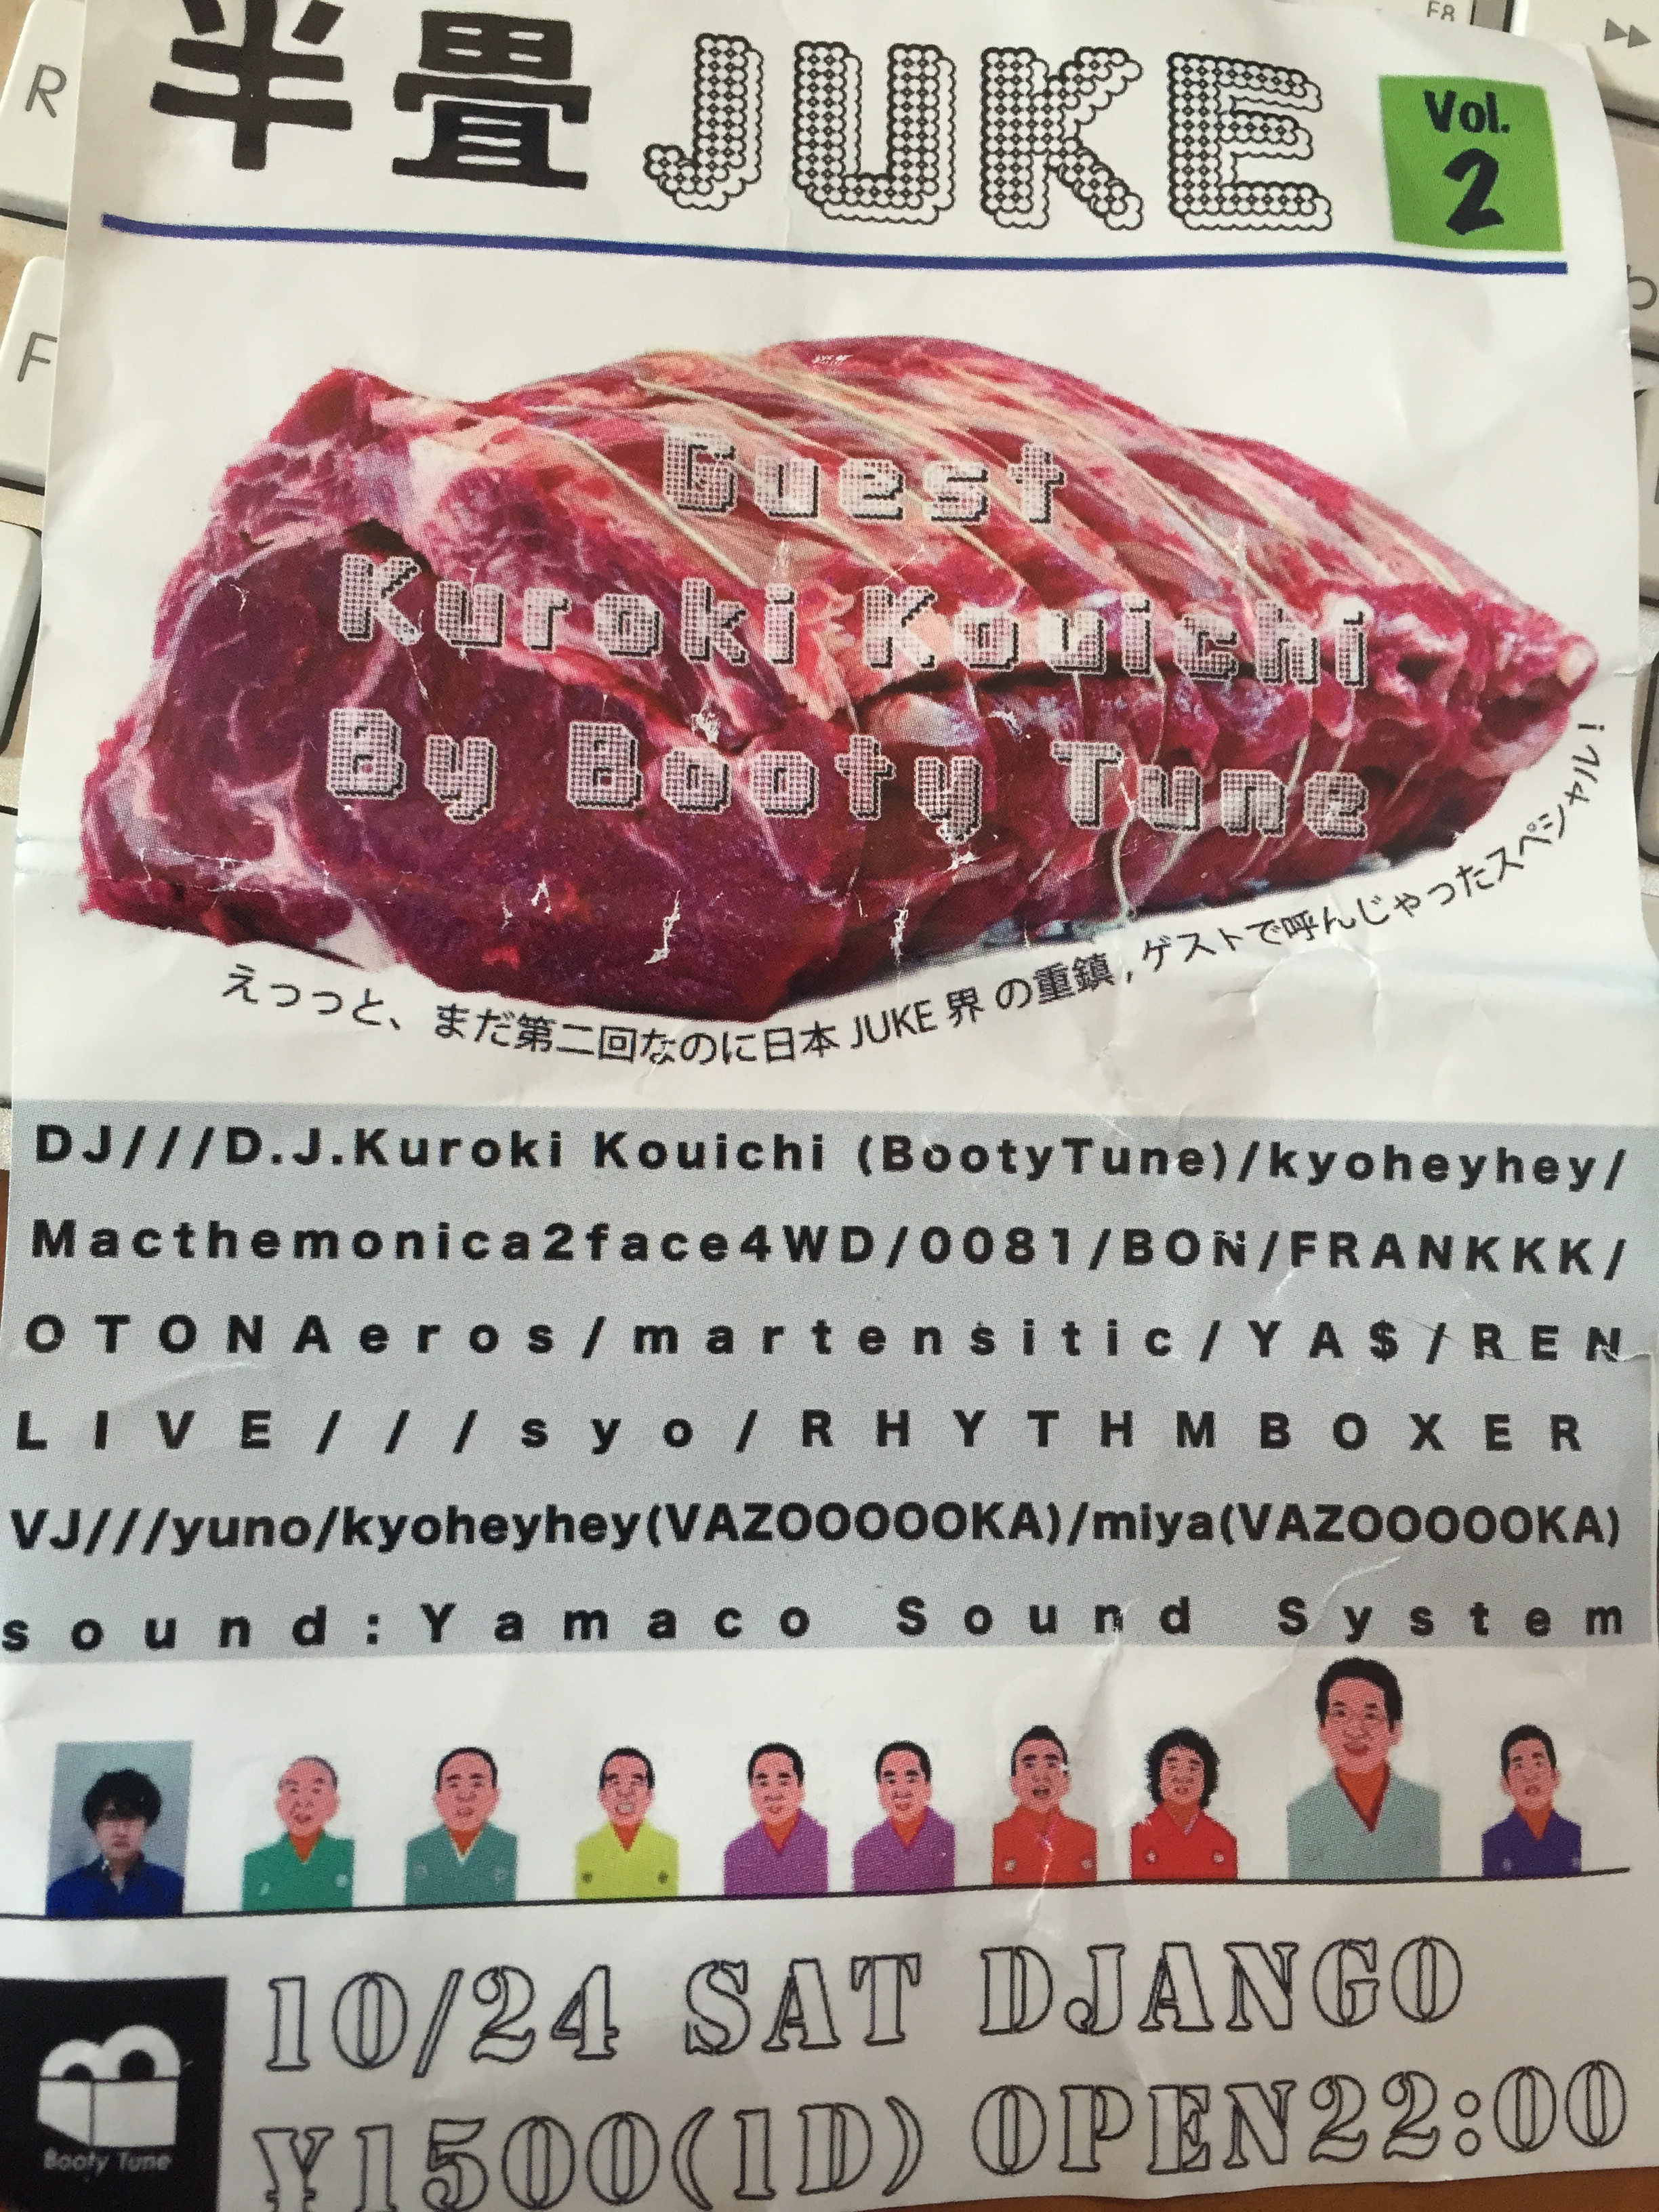 半畳 JUKE Vol. 2
Guest
Kuroki Kouichi
By Booty Tune
えっっと、まだ第二回なのに日本 JUKE 界 の重鎮 , ゲストで呼んじゃったスペシャル !
DJ///D.J.Kuroki Kouichi (BootyTune)/kyoheyhey/
Macthemonica2face4WD/0081/BON/FRANKKK/
OTONAeros/martensitic/YA$/REN
LIVE///syo/RHYTHMBOXER
VJ///yuno/kyoheyhey(VAZOOOOOKA)/miya(VAZOOOOOKA)
sound:Yamaco Sound System
10/24 SAT DJANGO
¥1500(1D) OPEN22:00
Booty Tune
R
F
F8